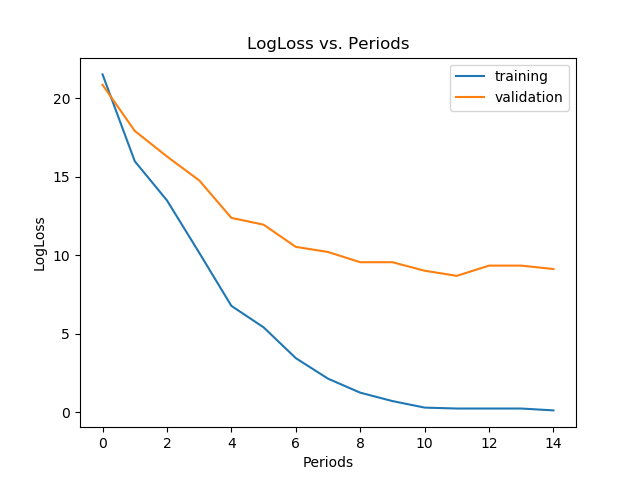 LogLoss vs. Periods
training
validation
LogLoss
20
15
10
5
0
0 2 4 6 8 10 12 14
Periods